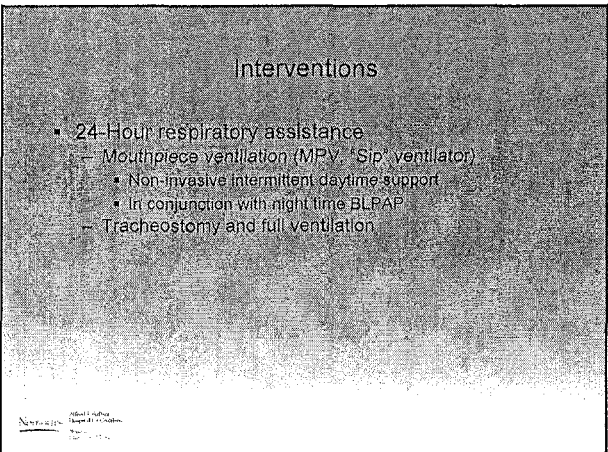 Interventions
▪ 24-Hour respiratory assistance
– Mouthpiece ventilation (MPV, "Sip" ventilator)
▪ Non-invasive intermittent daytime support
▪ In conjunction with night time BLPAP
– Tracheostomy and full ventilation